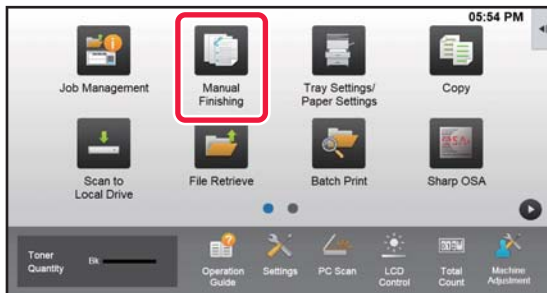 05:54 PM
Job Management
Manual
Finishing
Tray Settings/
Paper Settings
Copy
Scan to
Local Drive
File Retrieve
Batch Print
Sharp OSA
Toner
Quantity
Bk
Operation
Guide
Settings
PC Scan
LCD
Control
Total
Count
Machine
Adjustment